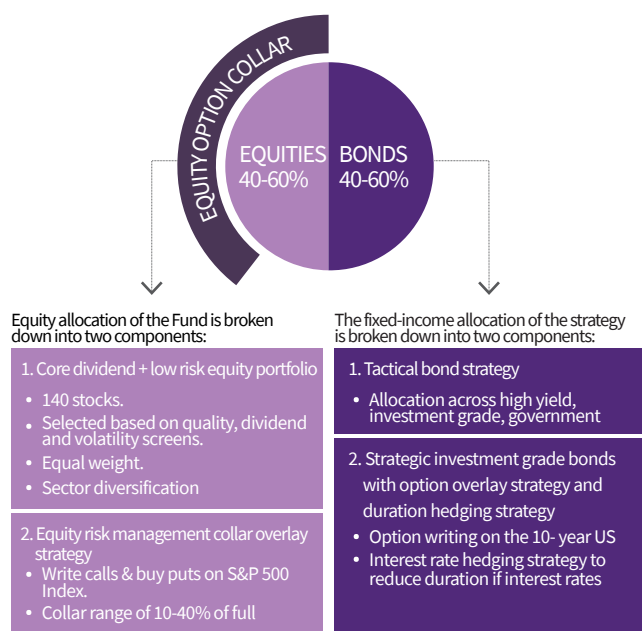 EQUITY OPTION COLLAR
EQUITIES
40-60%
BONDS
40-60%
Equity allocation of the Fund is broken
down into two components:
1. Core dividend + low risk equity portfolio
• 140 stocks.
• Selected based on quality, dividend
and volatility screens.
• Equal weight.
• Sector diversification
2. Equity risk management collar overlay
strategy
• Write calls & buy puts on S&P 500
Index.
• Collar range of 10-40% of full
The fixed-income allocation of the strategy
is broken down into two components:
1. Tactical bond strategy
• Allocation across high yield,
investment grade, government
2. Strategic investment grade bonds
with option overlay strategy and
duration hedging strategy
• Option writing on the 10- year US
• Interest rate hedging strategy to
reduce duration if interest rates